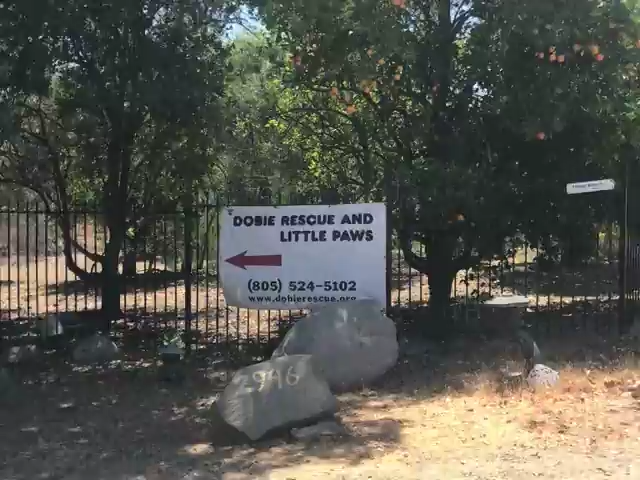 DOBIE RESCUE AND
LITTLE PAWS
(805) 524-5102
www.dobierescue.org
2946